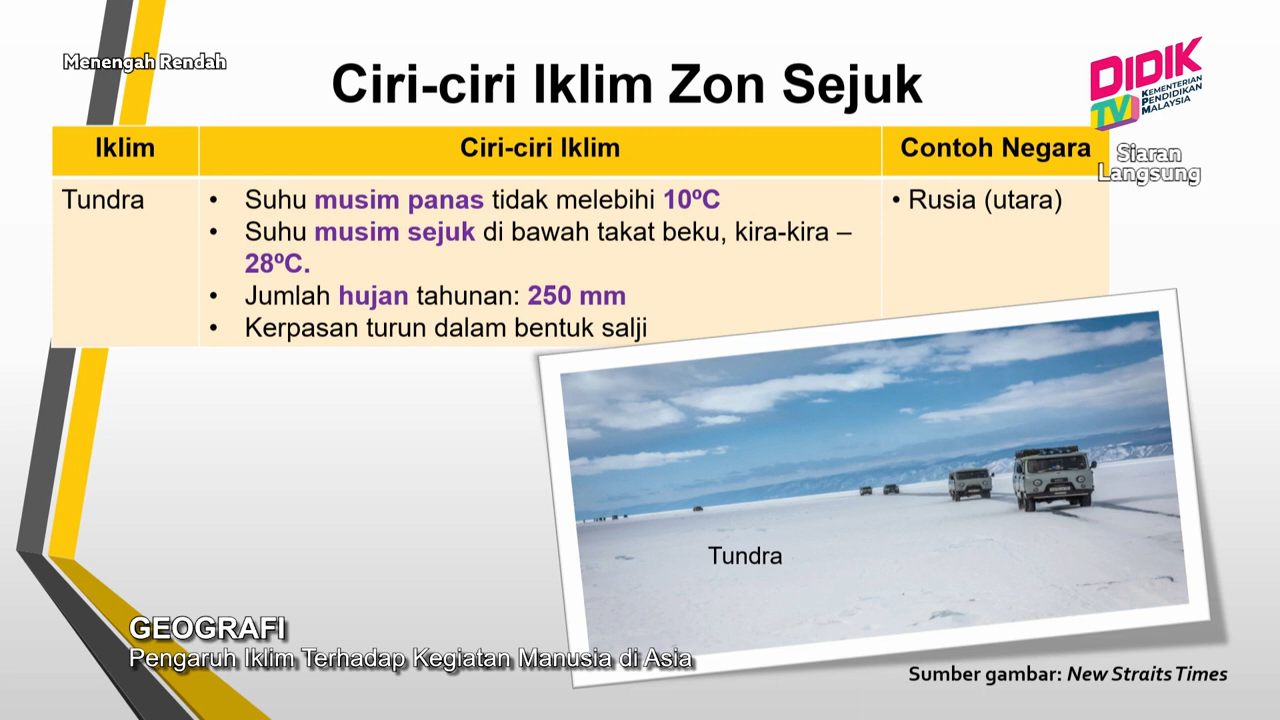 Menengah Rendah
Ciri-ciri Iklim Zon Sejuk
DIDIK
TV
KEMENTERIAN
PENDIDIKAN
MALAYSIA
Siaran
Langsung
Iklim
Ciri-ciri Iklim
Contoh Negara
Tundra
• Suhu musim panas tidak melebihi 10ºC
• Suhu musim sejuk di bawah takat beku, kira-kira –
28ºC.
• Jumlah hujan tahunan: 250 mm
• Kerpasan turun dalam bentuk salji
• Rusia (utara)
Tundra
GEOGRAFI
Pengaruh Iklim Terhadap Kegiatan Manusia di Asia
Sumber gambar: New Straits Times